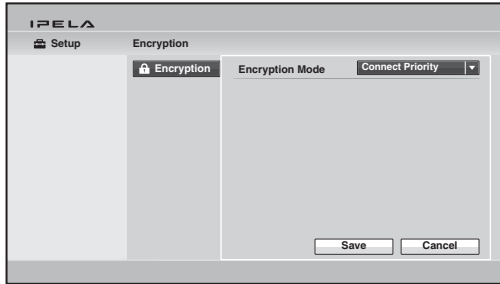 IPELA
Setup Encryption
Encryption Encryption Mode Connect Priority
Save Cancel